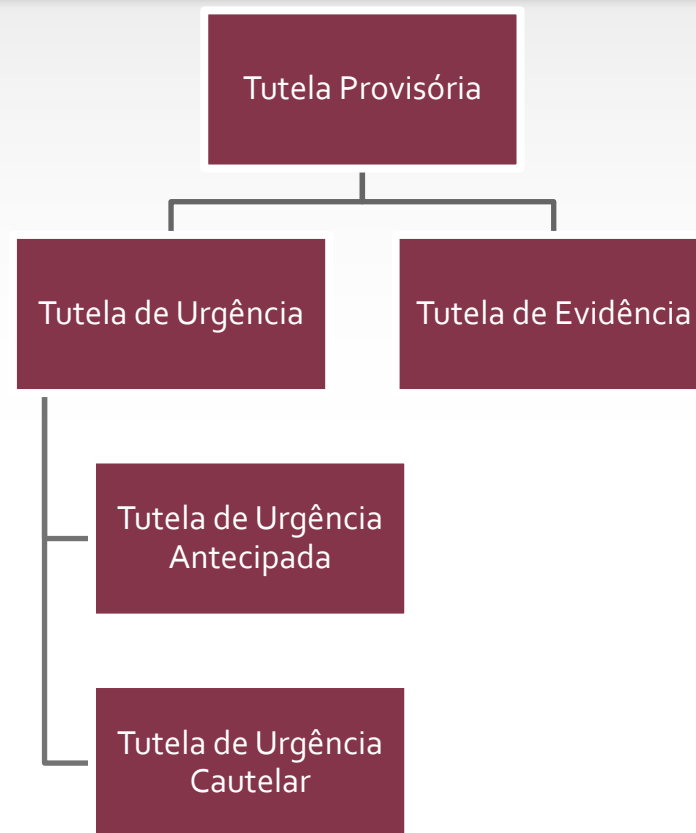 Tutela Provisória
Tutela de Urgência
Tutela de Evidência
Tutela de Urgência
Antecipada
Tutela de Urgência
Cautelar